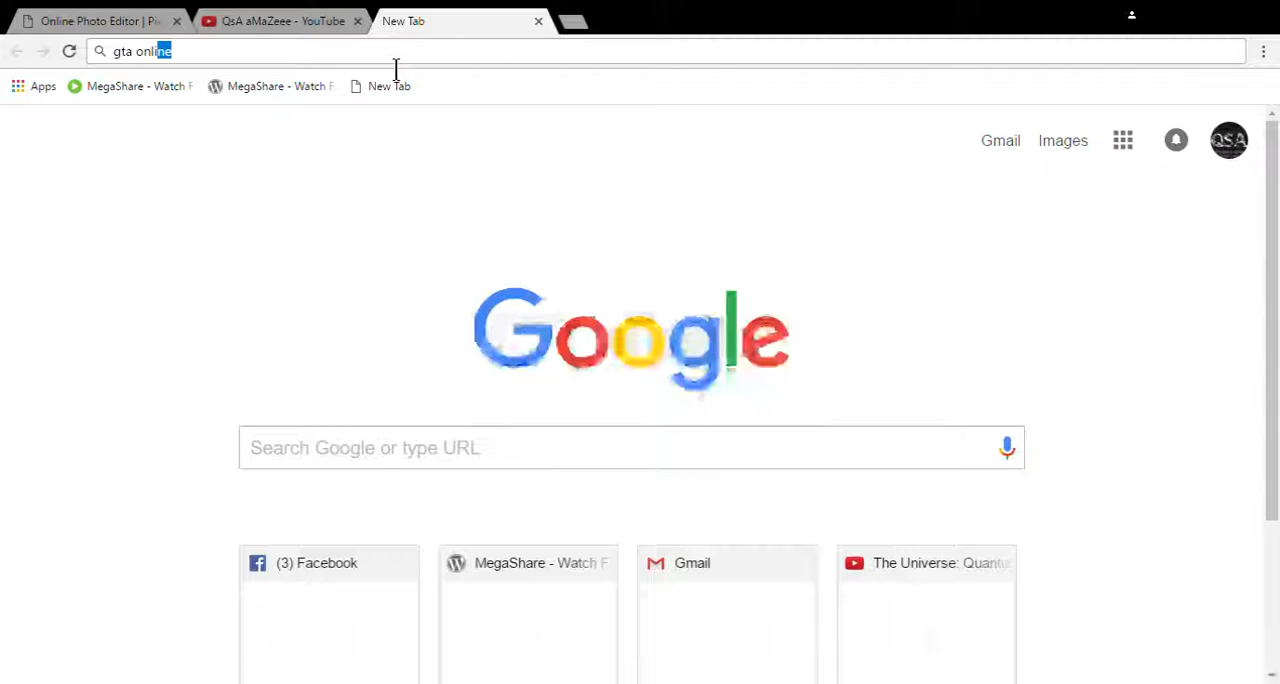 Online Photo Editor | Pi
QsA aMaZeee - YouTube
New Tab
gta online
Apps
MegaShare - Watch F
MegaShare - Watch F
New Tab
Gmail
Images
QSA
Google
Search Google or type URL
(3) Facebook
MegaShare - Watch F
Gmail
The Universe: Quantu